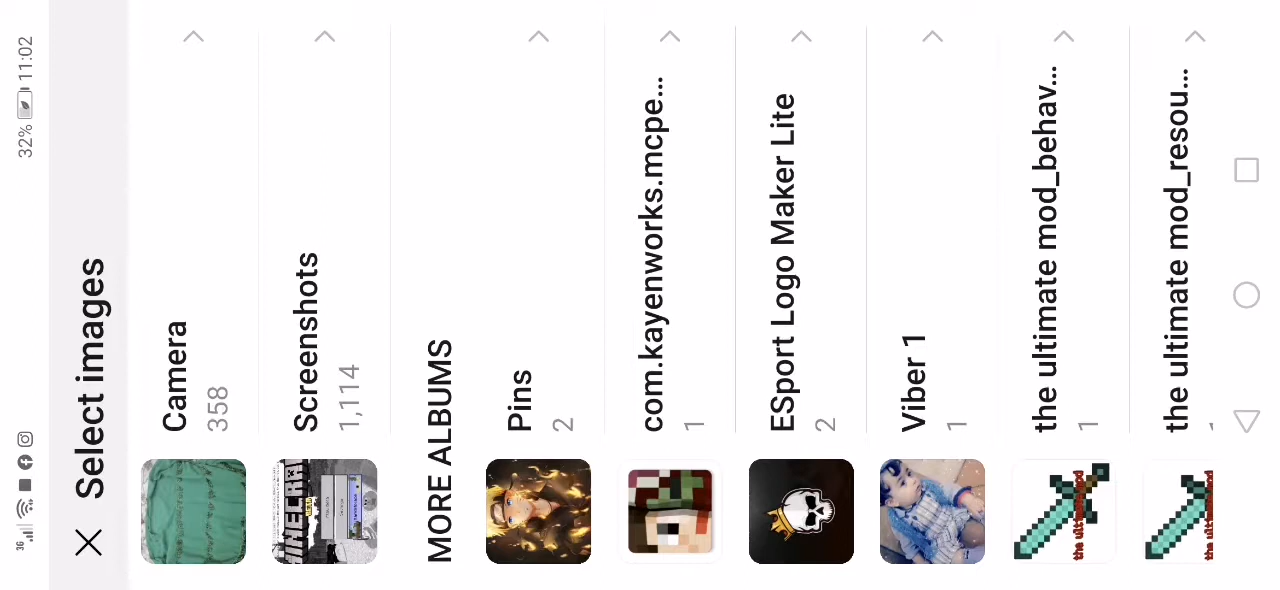 3G
32% 11:02
Select images
Camera
358
Screenshots
1,114
MORE ALBUMS
Pins
2
com.kayenworks.mcpe...
1
ESport Logo Maker Lite
2
Viber 1
1
the ultimate mod_behav...
1
the ultimate mod_resou...